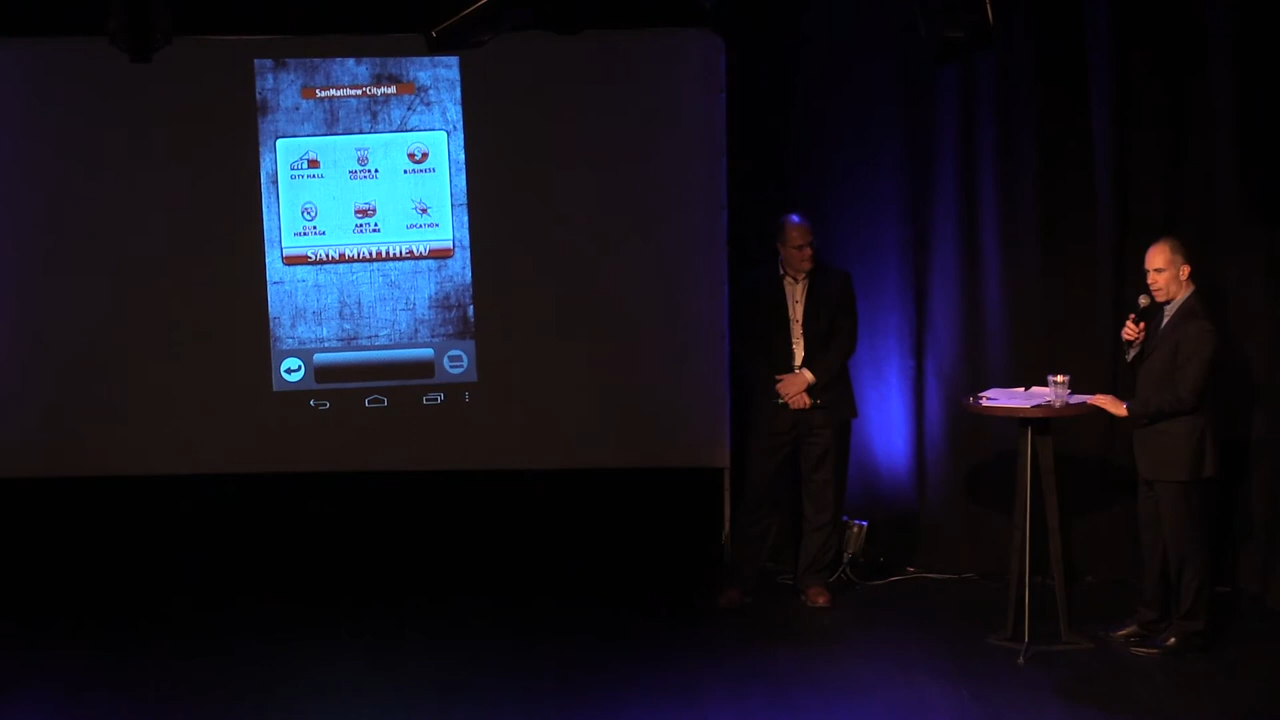 SanMatthew*CityHall
CITY HALL
MAYOR &
COUNCIL
BUSINESS
OUR
HERITAGE
ARTS &
CULTURE
LOCATION
SAN MATTHEW